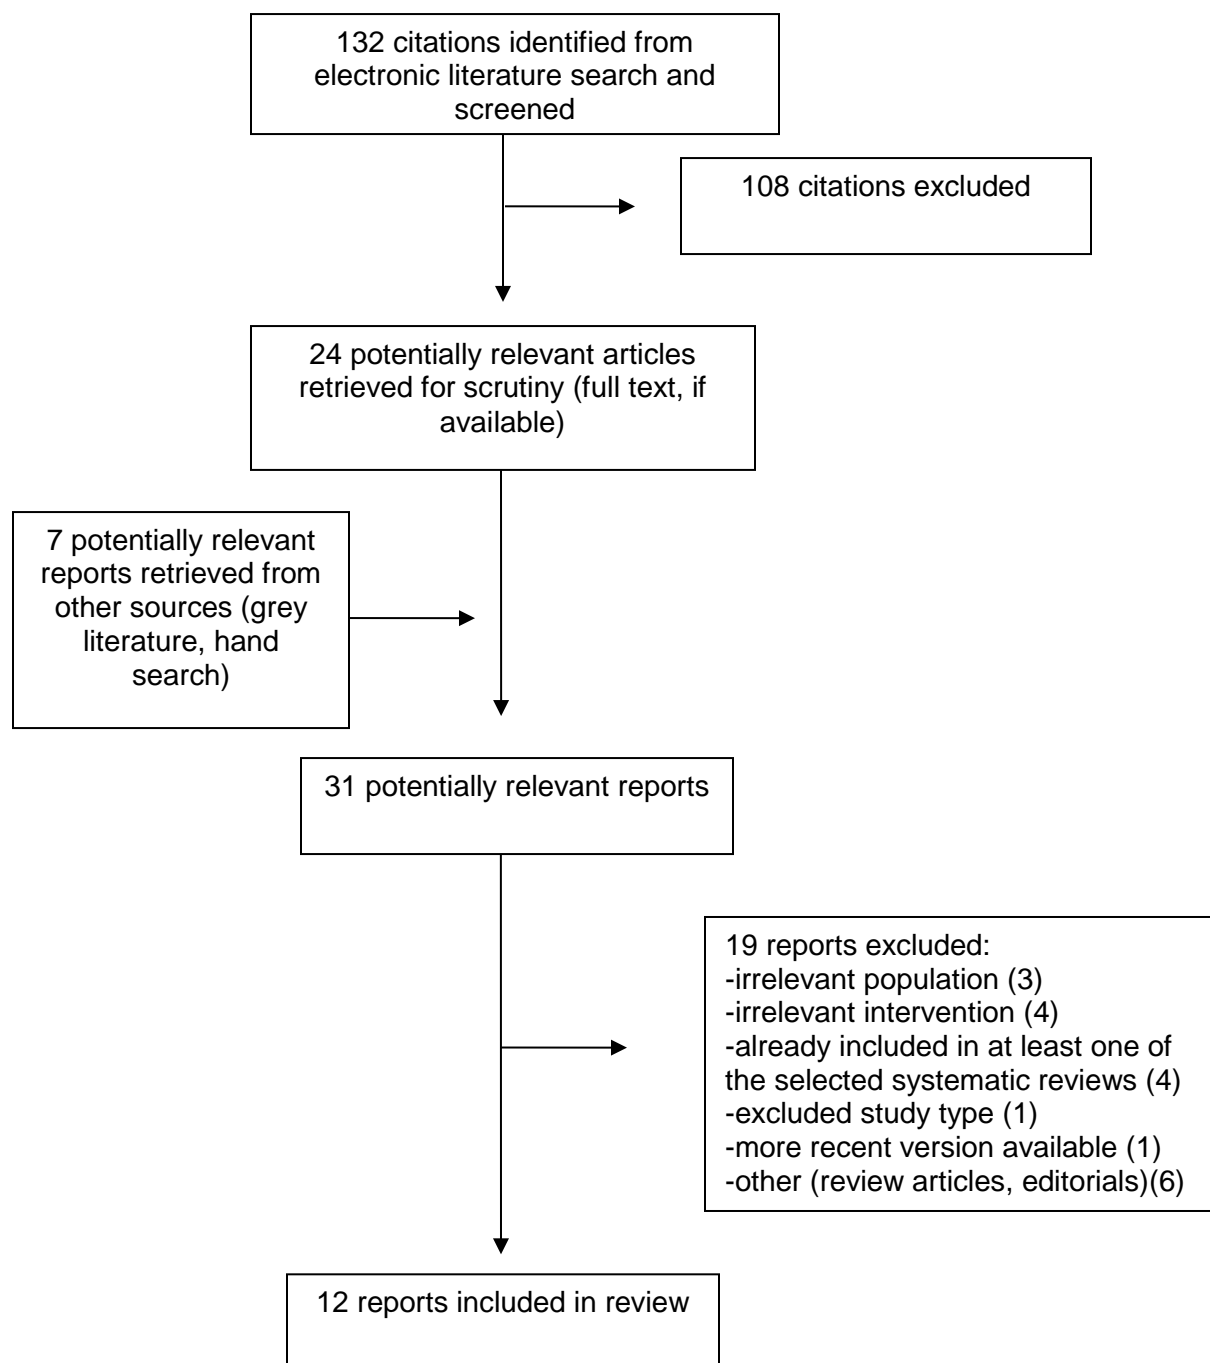 132 citations identified from
electronic literature search and
screened
108 citations excluded
24 potentially relevant articles
retrieved for scrutiny (full text, if
available)
7 potentially relevant
reports retrieved from
other sources (grey
literature, hand
search)
31 potentially relevant reports
19 reports excluded:
-irrelevant population (3)
-irrelevant intervention (4)
-already included in at least one of
the selected systematic reviews (4)
-excluded study type (1)
-more recent version available (1)
-other (review articles, editorials)(6)
12 reports included in review